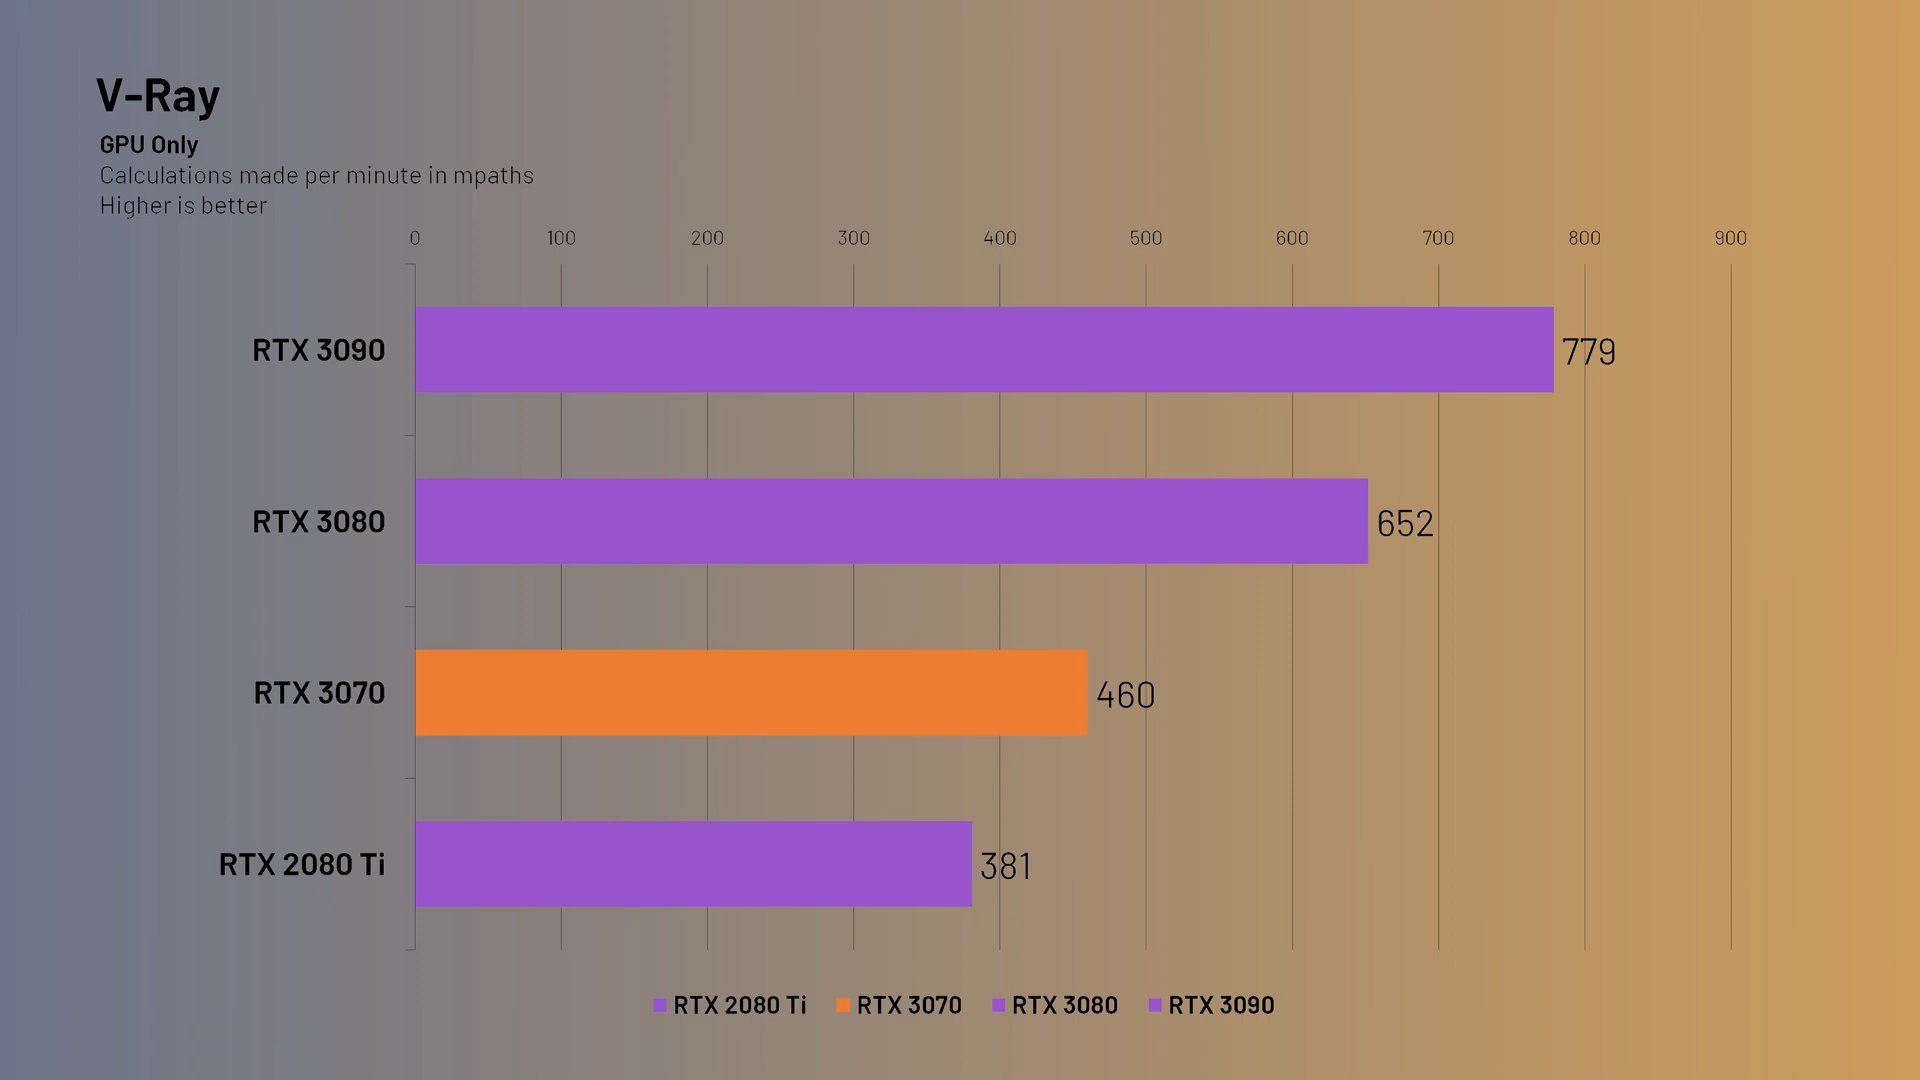 V-Ray
GPU Only
Calculations made per minute in mpaths
Higher is better
0 100 200 300 400 500 600 700 800 900
RTX 3090 779
RTX 3080 652
RTX 3070 460
RTX 2080 Ti 381
RTX 2080 Ti RTX 3070 RTX 3080 RTX 3090